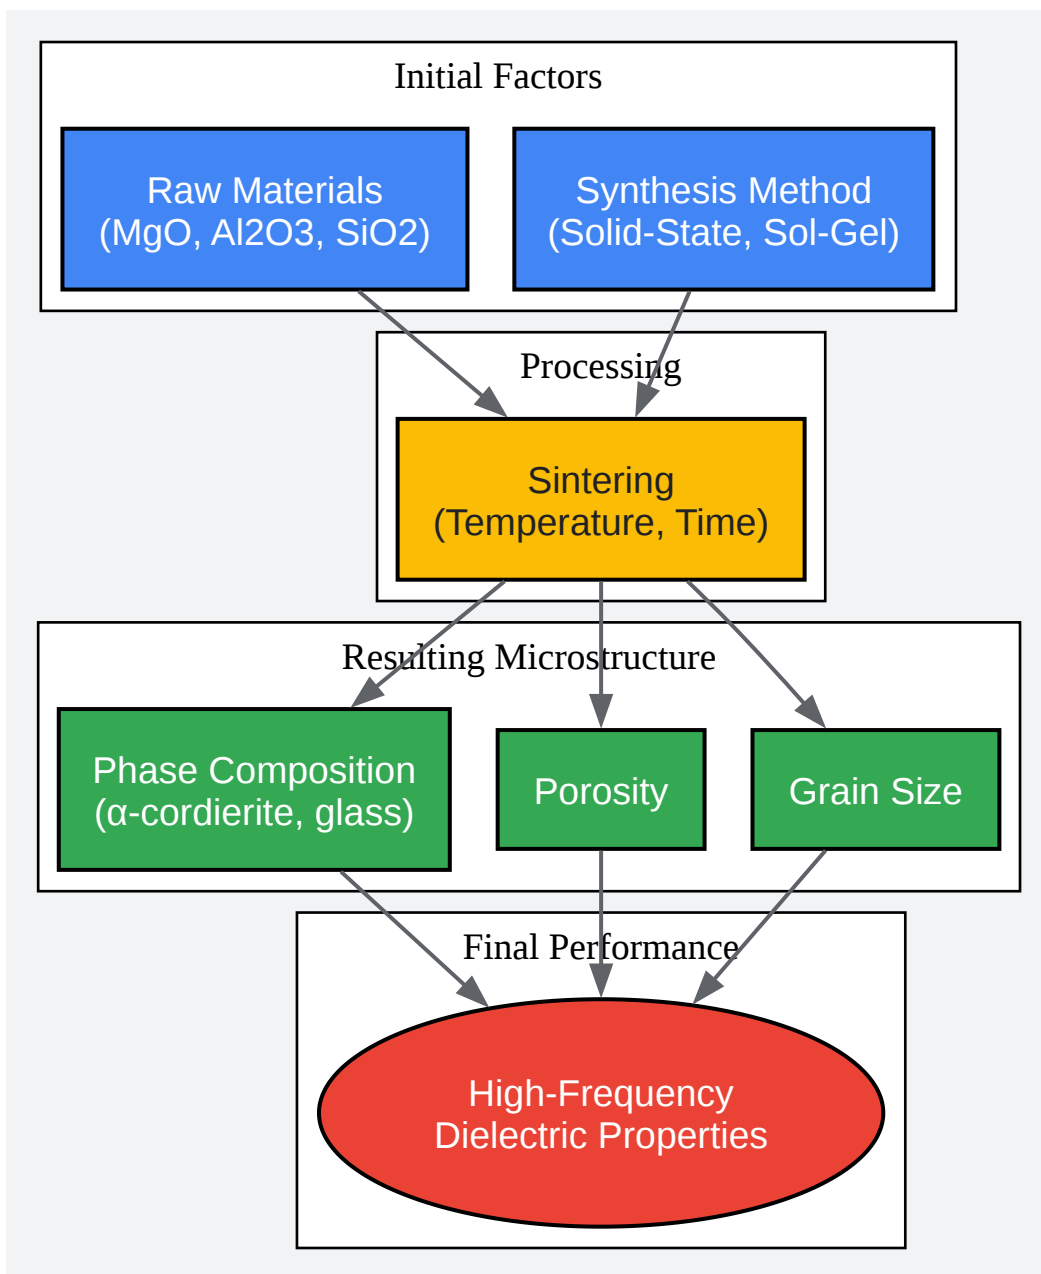 Initial Factors
Raw Materials
(MgO, Al2O3, SiO2)
Synthesis Method
(Solid-State, Sol-Gel)
Processing
Sintering
(Temperature, Time)
Resulting Microstructure
Phase Composition
(α-cordierite, glass)
Porosity
Grain Size
Final Performance
High-Frequency
Dielectric Properties